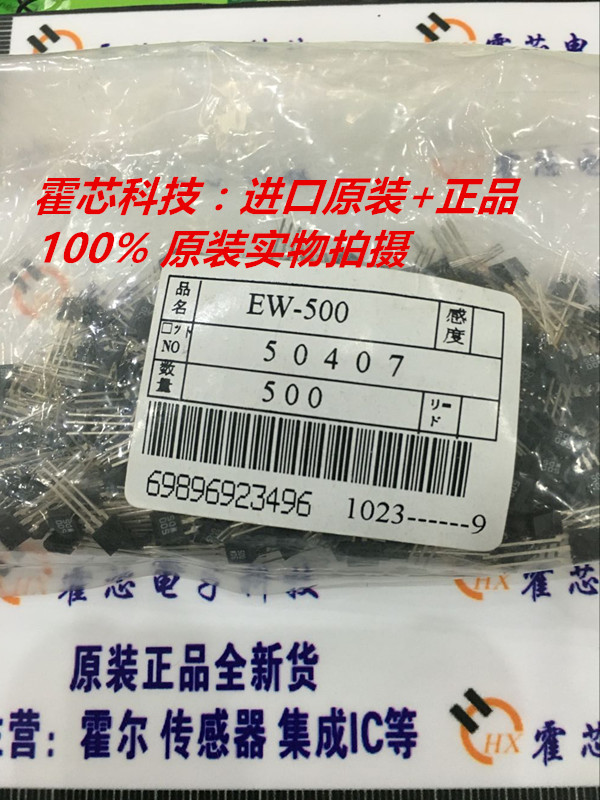 霍芯电子
霍芯科技：进口原装+正品
100% 原装实物拍摄
品名 EW-500 感度
ロット NO 50407
数量 500 リード
69896923496 1023------9
霍芯电子科技 HX 霍芯
原装正品全新货
主营：霍尔 传感器 集成IC等
HX 霍芯